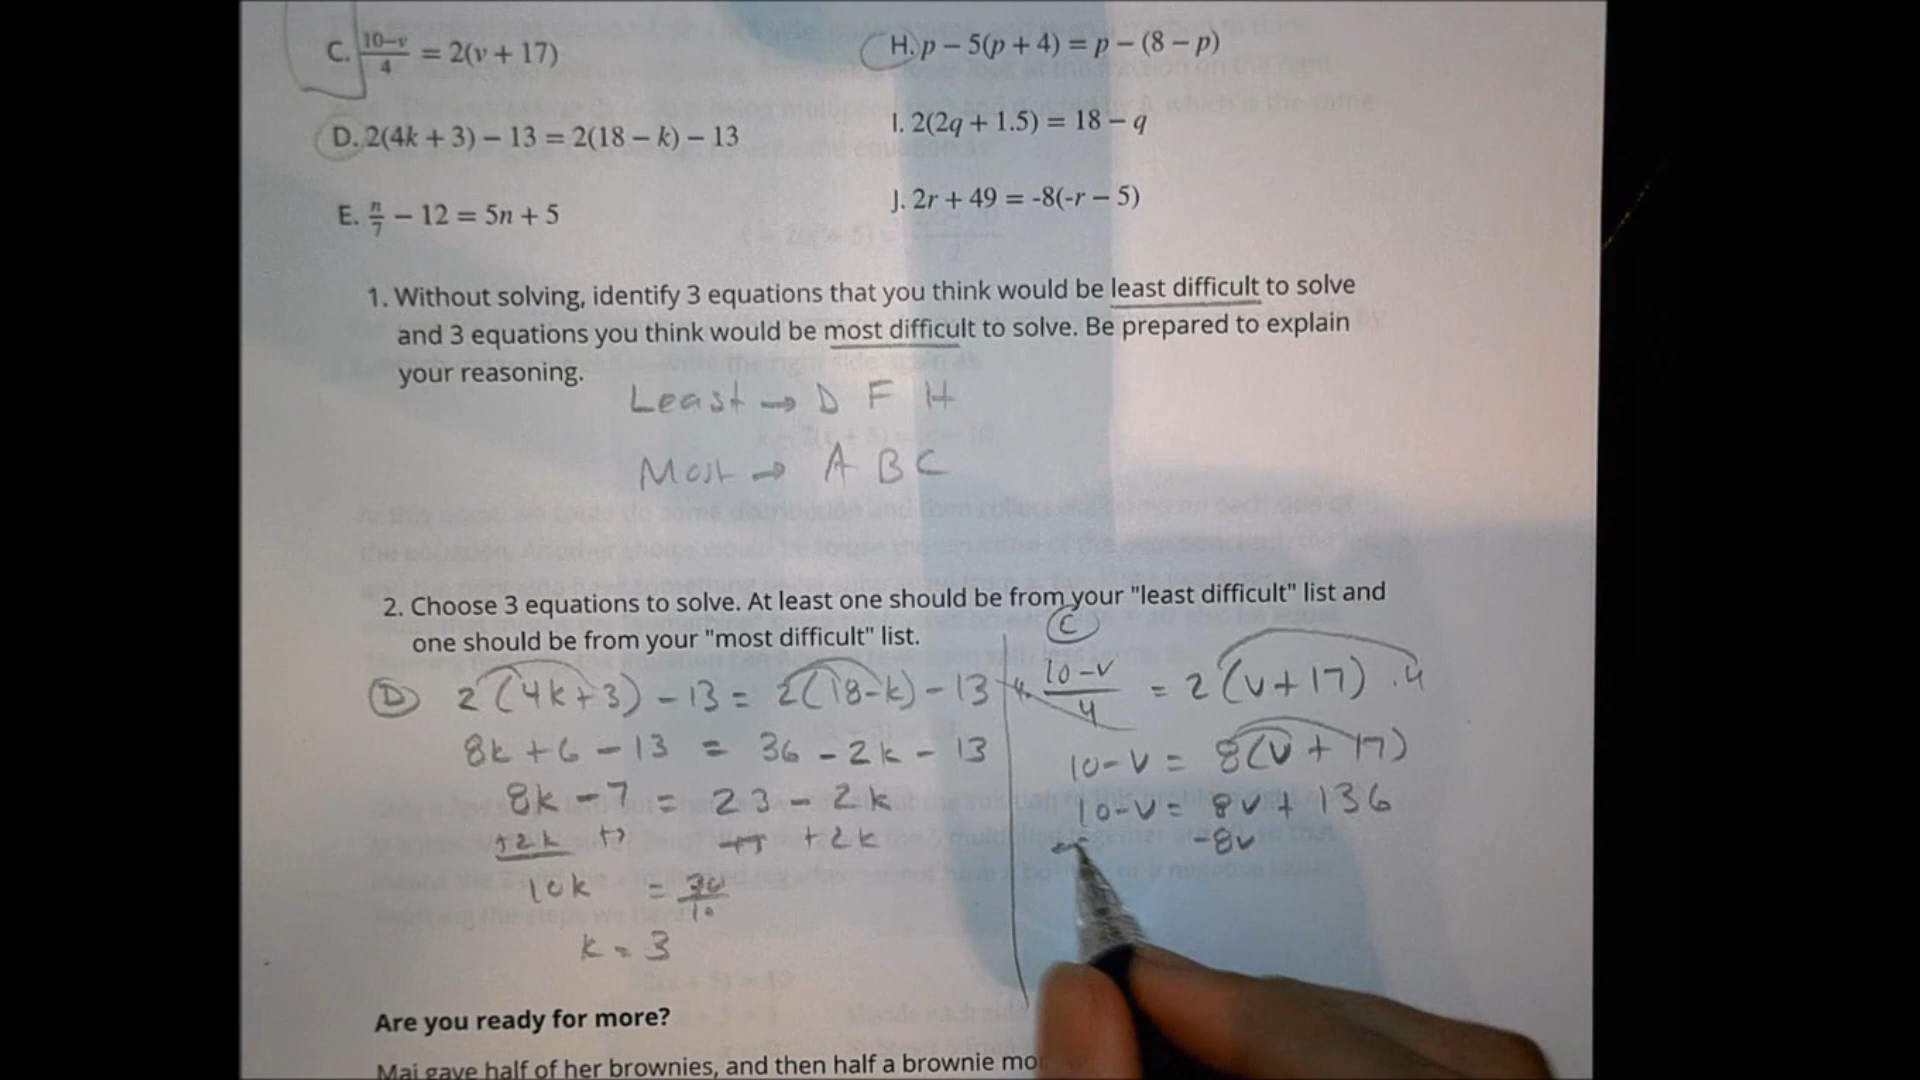 C. 10−v/4 = 2(v + 17)
H. p − 5(p + 4) = p − (8 − p)
D. 2(4k + 3) − 13 = 2(18 − k) − 13
I. 2(2q + 1.5) = 18 − q
E. n/7 − 12 = 5n + 5
J. 2r + 49 = -8(-r − 5)
1. Without solving, identify 3 equations that you think would be least difficult to solve
and 3 equations you think would be most difficult to solve. Be prepared to explain
your reasoning.
Least → D F H
Most → A B C
2. Choose 3 equations to solve. At least one should be from your "least difficult" list and
one should be from your "most difficult" list.
D 2(4k+3) − 13 = 2(18−k) − 13
8k + 6 − 13 = 36 − 2k − 13
8k − 7 = 23 − 2k
+2k +7 +7 +2k
10k = 30/10
k = 3
C
4. 10−v/4 = 2(v+17) .4
10−v = 8(v + 17)
10−v = 8v + 136
−8v
Are you ready for more?
Mai gave half of her brownies, and then half a brownie